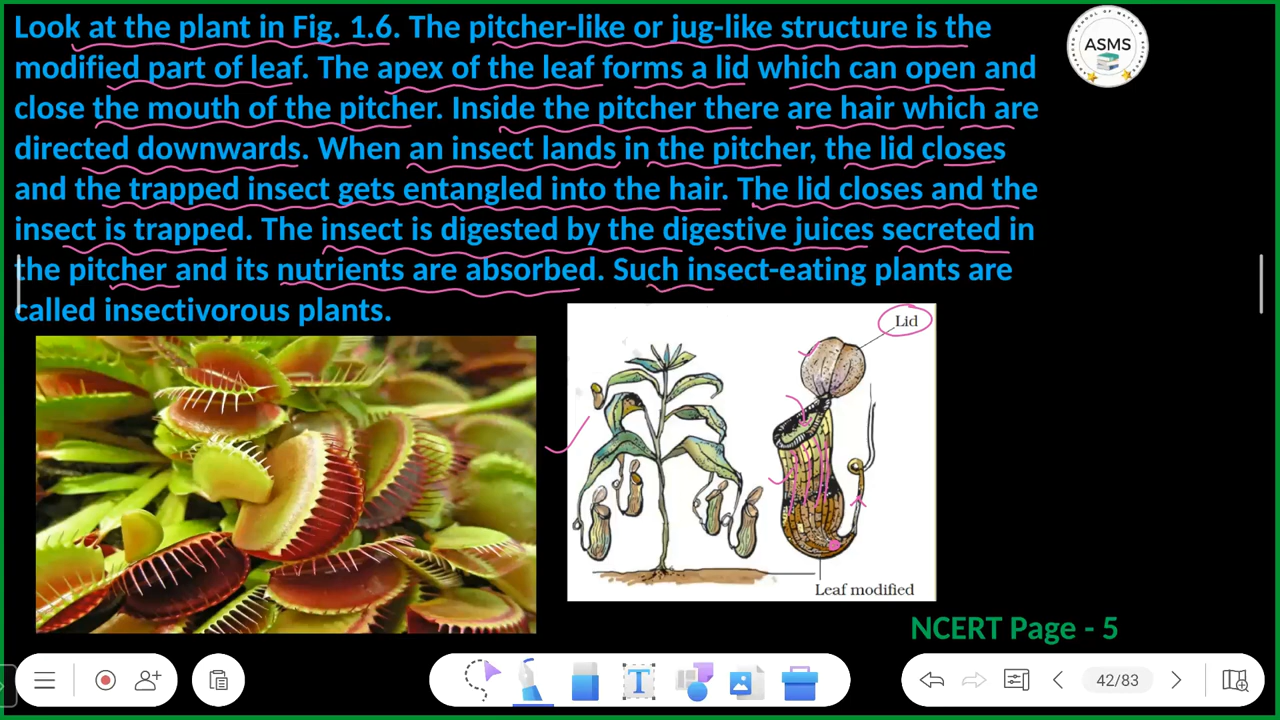 Look at the plant in Fig. 1.6. The pitcher-like or jug-like structure is the
modified part of leaf. The apex of the leaf forms a lid which can open and
close the mouth of the pitcher. Inside the pitcher there are hair which are
directed downwards. When an insect lands in the pitcher, the lid closes
and the trapped insect gets entangled into the hair. The lid closes and the
insect is trapped. The insect is digested by the digestive juices secreted in
the pitcher and its nutrients are absorbed. Such insect-eating plants are
called insectivorous plants.
ASMS
Lid
Leaf modified
NCERT Page - 5
T
42/83